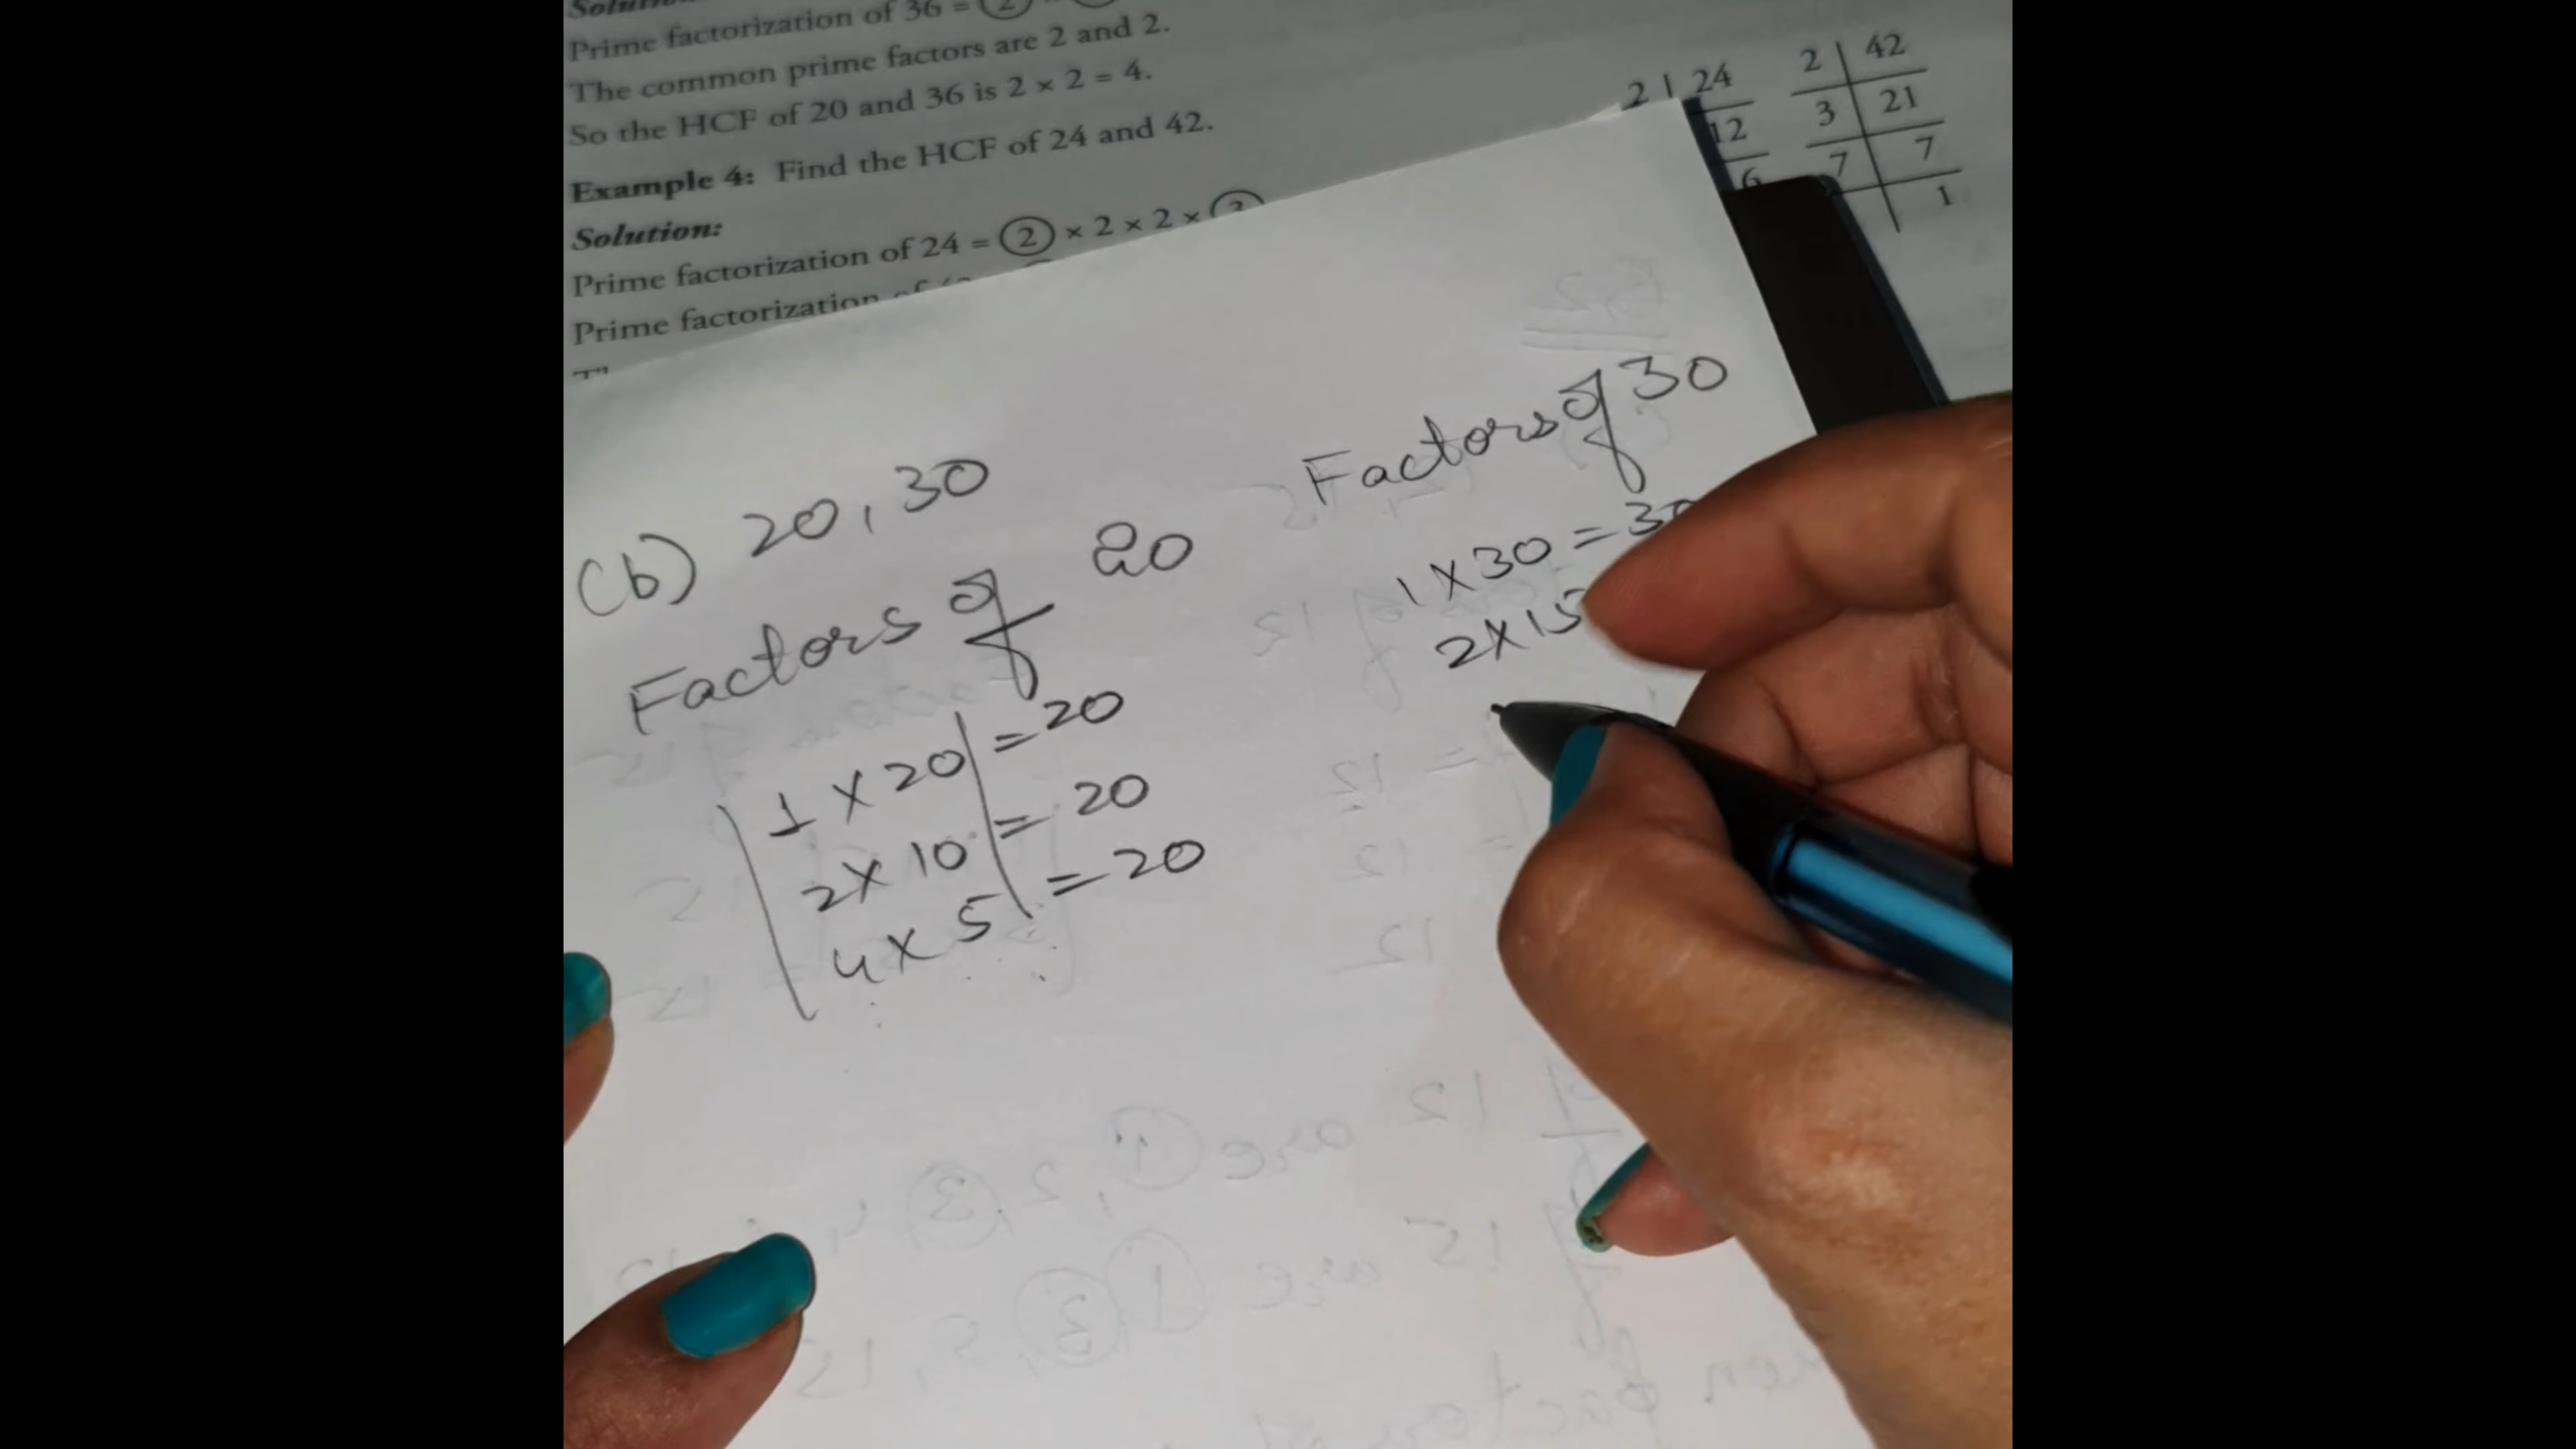 Prime factorization of 36 = 2
The common prime factors are 2 and 2.
So the HCF of 20 and 36 is 2 × 2 = 4.
Example 4: Find the HCF of 24 and 42.
Solution:
Prime factorization of 24 = 2 × 2 × 2 ×
Prime factorization
2 24
12
6
2 42
3 21
7 7
1
(b) 20, 30
Factors of 20
1 × 20 = 20
2 × 10 = 20
4 × 5 = 20
Factors of 30
1 × 30 = 30
2 × 15